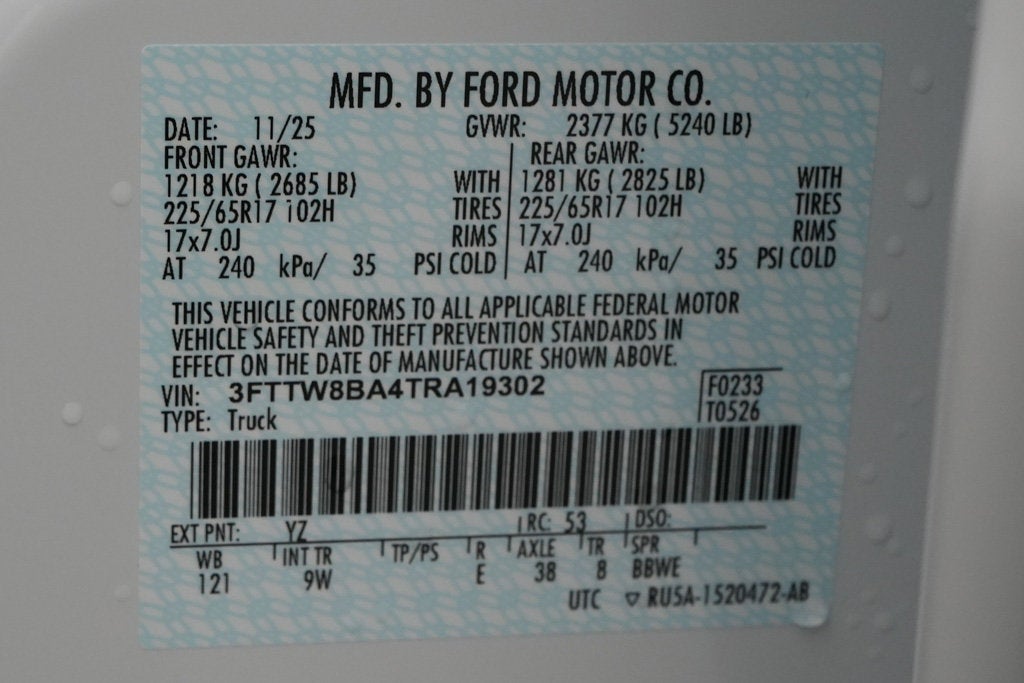 MFD. BY FORD MOTOR CO.
DATE: 11/25 GVWR: 2377 KG ( 5240 LB)
FRONT GAWR: REAR GAWR:
1218 KG ( 2685 LB) WITH 1281 KG ( 2825 LB) WITH
225/65R17 102H TIRES 225/65R17 102H TIRES
17x7.0J RIMS 17x7.0J RIMS
AT 240 kPa/ 35 PSI COLD AT 240 kPa/ 35 PSI COLD
THIS VEHICLE CONFORMS TO ALL APPLICABLE FEDERAL MOTOR
VEHICLE SAFETY AND THEFT PREVENTION STANDARDS IN
EFFECT ON THE DATE OF MANUFACTURE SHOWN ABOVE.
VIN: 3FTTW8BA4TRA19302 F0233
TYPE: Truck T0526
EXT PNT: YZ RC: 53 DSO:
WB INT TR TP/PS R AXLE TR SPR
121 9W E 38 8 BBWE
UTC ▽ RUSA-1520472-AB